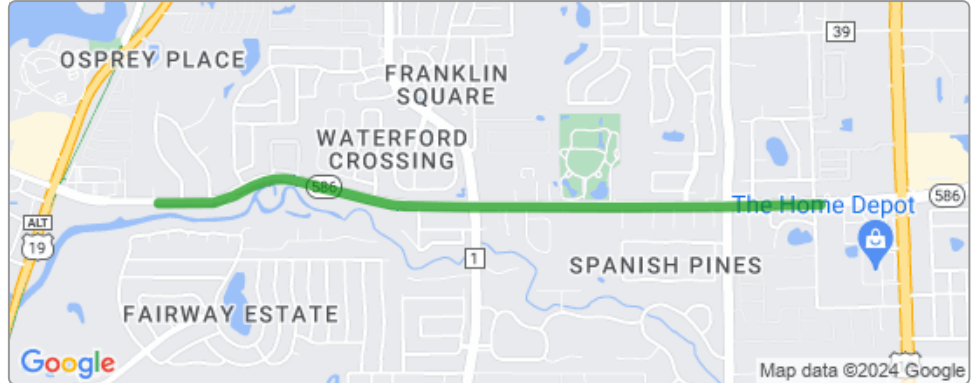 39
OSPREY PLACE
FRANKLIN
SQUARE
WATERFORD
CROSSING
586
586
The Home Depot
ALT
19
1
SPANISH PINES
FAIRWAY ESTATE
Google
Map data ©2024 Google